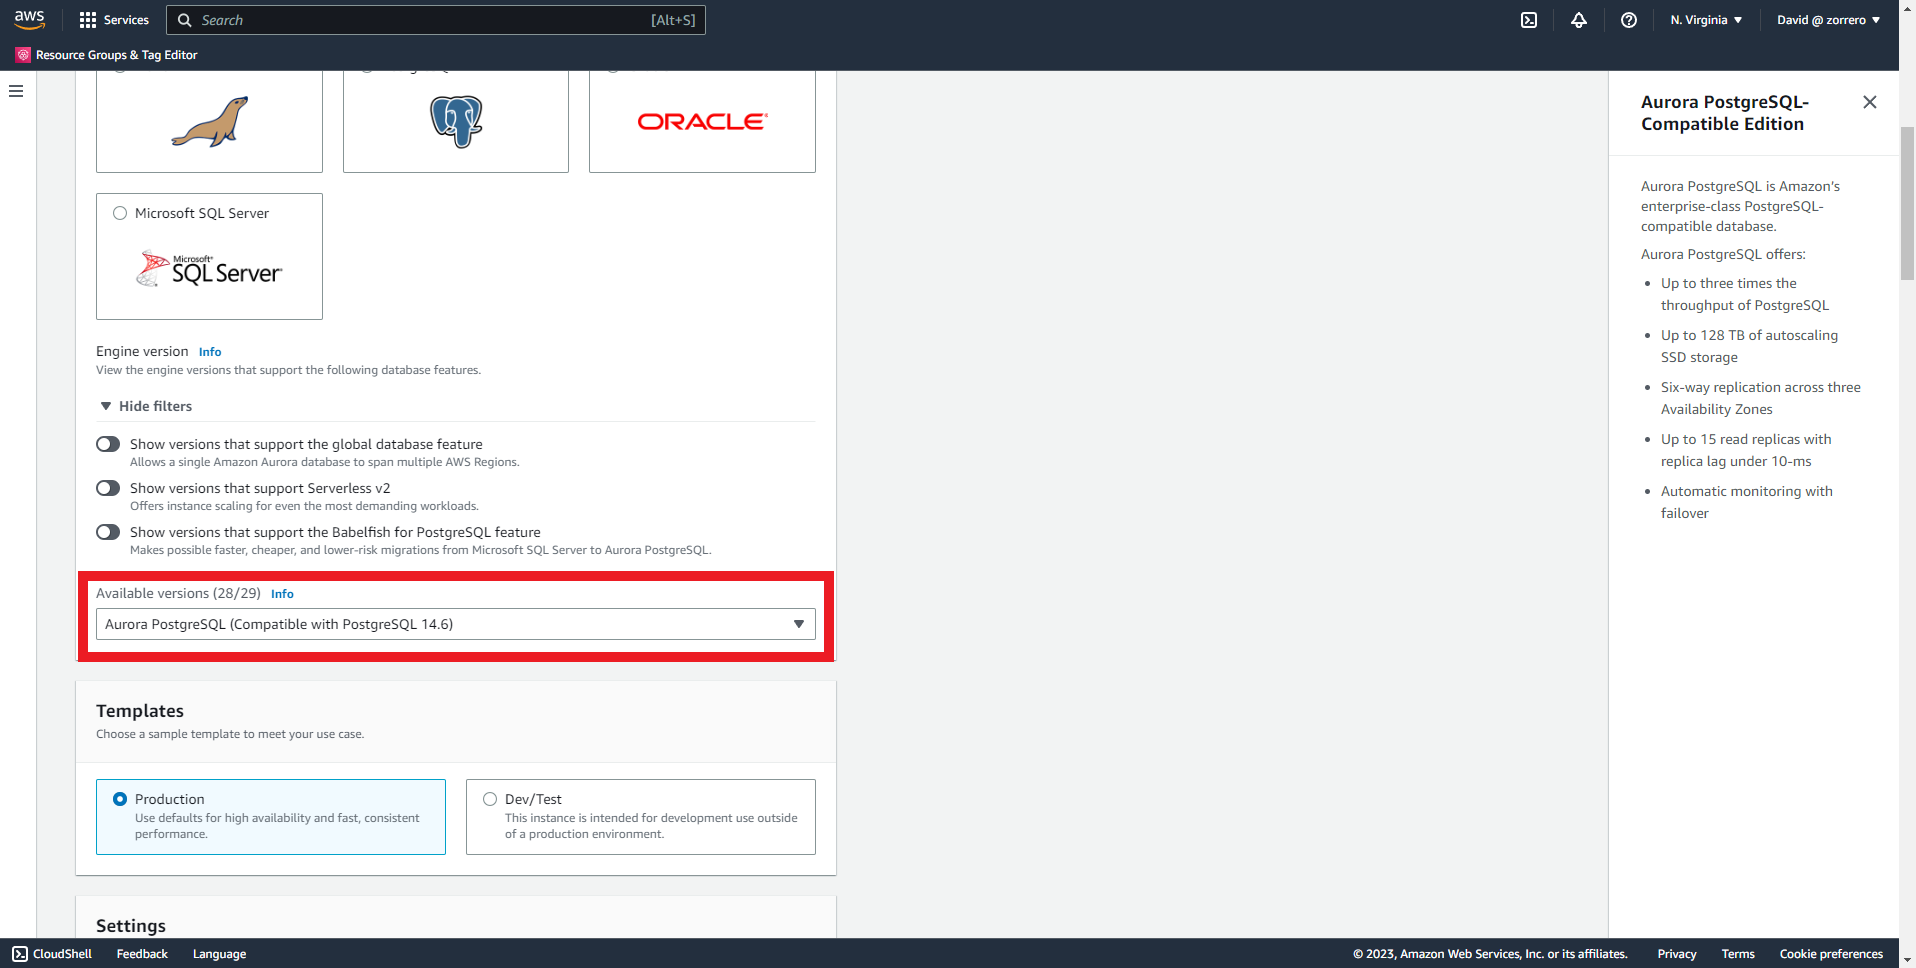 aws
Services
Search
[Alt+S]
N. Virginia
David @ zorrero
Resource Groups & Tag Editor
ORACLE
Microsoft SQL Server
Microsoft®
SQL Server
Engine version Info
View the engine versions that support the following database features.
Hide filters
Show versions that support the global database feature
Allows a single Amazon Aurora database to span multiple AWS Regions.
Show versions that support Serverless v2
Offers instance scaling for even the most demanding workloads.
Show versions that support the Babelfish for PostgreSQL feature
Makes possible faster, cheaper, and lower-risk migrations from Microsoft SQL Server to Aurora PostgreSQL.
Available versions (28/29) Info
Aurora PostgreSQL (Compatible with PostgreSQL 14.6)
Templates
Choose a sample template to meet your use case.
Production
Use defaults for high availability and fast, consistent
performance.
Dev/Test
This instance is intended for development use outside
of a production environment.
Settings
Aurora PostgreSQL-
Compatible Edition
Aurora PostgreSQL is Amazon's
enterprise-class PostgreSQL-
compatible database.
Aurora PostgreSQL offers:
Up to three times the
throughput of PostgreSQL
Up to 128 TB of autoscaling
SSD storage
Six-way replication across three
Availability Zones
Up to 15 read replicas with
replica lag under 10-ms
Automatic monitoring with
failover
CloudShell
Feedback
Language
© 2023, Amazon Web Services, Inc. or its affiliates.
Privacy
Terms
Cookie preferences